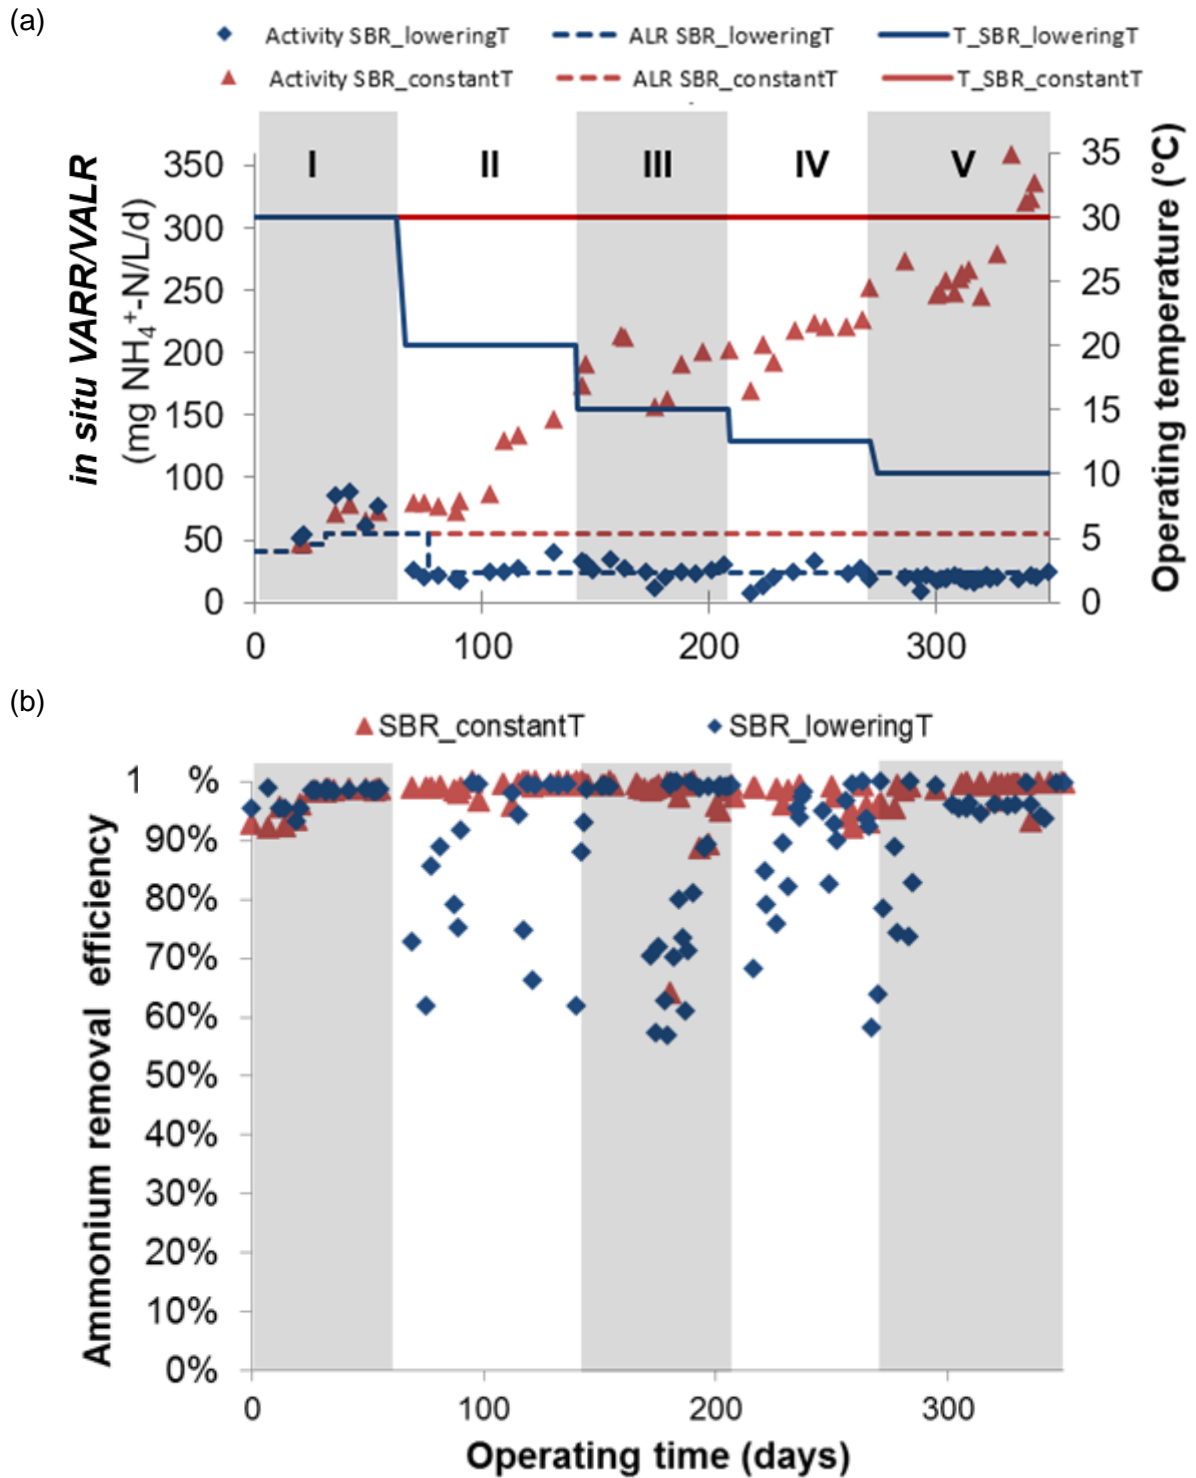 (a)
Activity SBR_loweringT ALR SBR_loweringT T_SBR_loweringT
Activity SBR_constantT ALR SBR_constantT T_SBR_constantT
I II III IV V
in situ VARR/VALR
(mg NH₄⁺-N/L/d)
350
300
250
200
150
100
50
0
35
30
25
20
15
10
5
0
Operating temperature (°C)
0 100 200 300
(b)
SBR_constantT SBR_loweringT
Ammonium removal efficiency
1 %
90%
80%
70%
60%
50%
40%
30%
20%
10%
0%
0 100 200 300
Operating time (days)